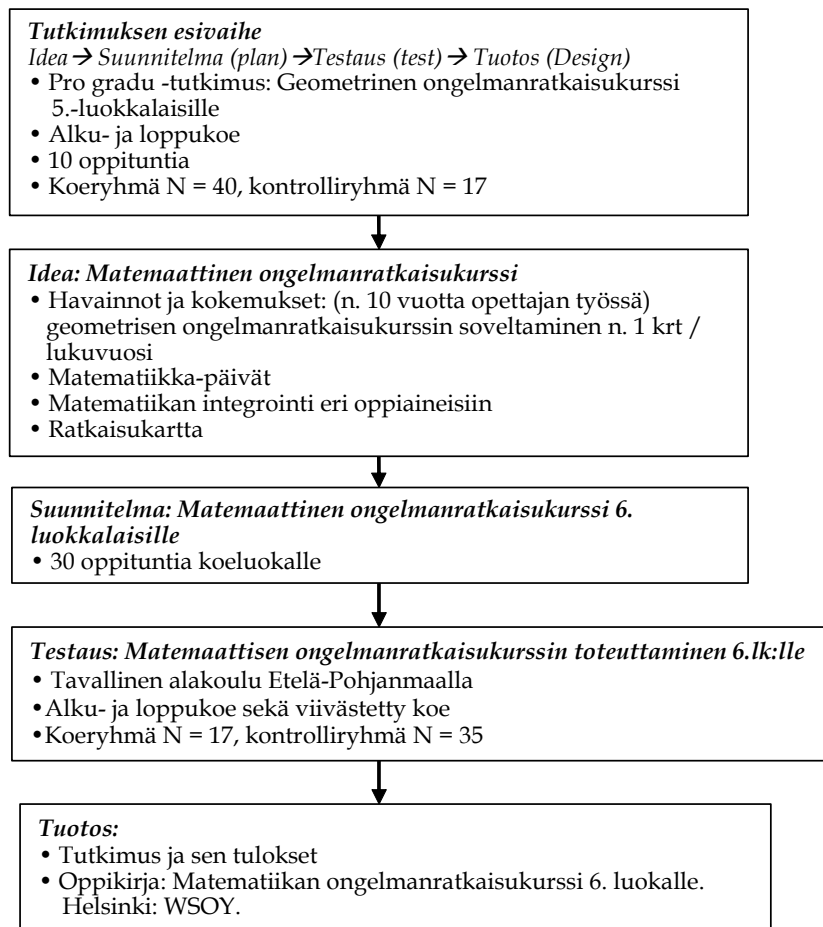 Tutkimuksen esivaihe
Idea→ Suunnitelma (plan)→Testaus (test)→ Tuotos (Design)
• Pro gradu -tutkimus: Geometrinen ongelmanratkaisukurssi
5.-luokkalaisille
• Alku- ja loppukoe
• 10 oppituntia
• Koeryhmä N = 40, kontrolliryhmä N = 17
Idea: Matemaattinen ongelmanratkaisukurssi
• Havainnot ja kokemukset: (n. 10 vuotta opettajan työssä)
geometrisen ongelmanratkaisukurssin soveltaminen n. 1 krt /
lukuvuosi
• Matematiikka-päivät
• Matematiikan integrointi eri oppiaineisiin
• Ratkaisukartta
Suunnitelma: Matemaattinen ongelmanratkaisukurssi 6.
luokkalaisille
• 30 oppituntia koeluokalle
Testaus: Matemaattisen ongelmanratkaisukurssin toteuttaminen 6.lk:lle
• Tavallinen alakoulu Etelä-Pohjanmaalla
•Alku- ja loppukoe sekä viivästetty koe
•Koeryhmä N = 17, kontrolliryhmä N = 35
Tuotos:
• Tutkimus ja sen tulokset
• Oppikirja: Matematiikan ongelmanratkaisukurssi 6. luokalle.
Helsinki: WSOY.